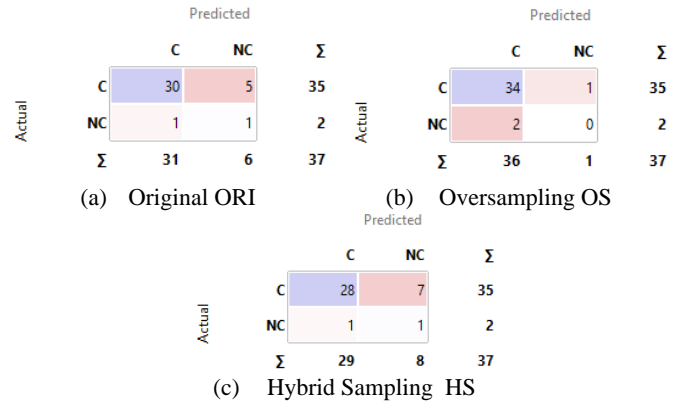 Predicted
C NC Σ
C 30 5 35
NC 1 1 2
Σ 31 6 37
Actual
(a) Original ORI
Predicted
C NC Σ
C 34 1 35
NC 2 0 2
Σ 36 1 37
Actual
(b) Oversampling OS
Predicted
C NC Σ
C 28 7 35
NC 1 1 2
Σ 29 8 37
Actual
(c) Hybrid Sampling HS